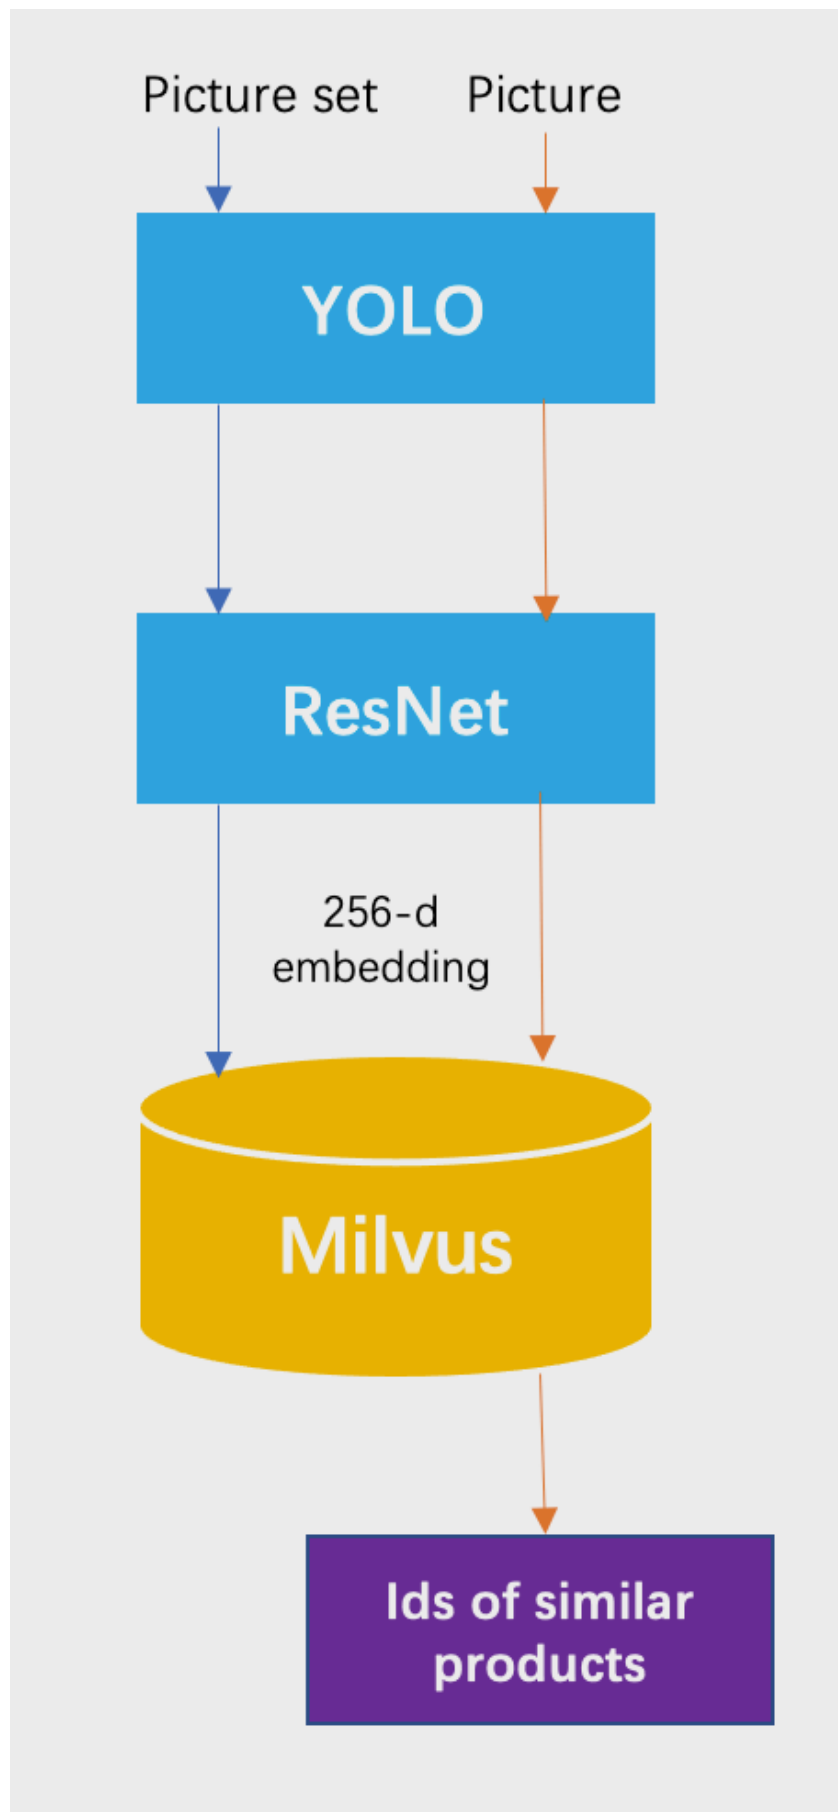 Picture set
Picture
YOLO
ResNet
256-d
embedding
Milvus
Ids of similar
products